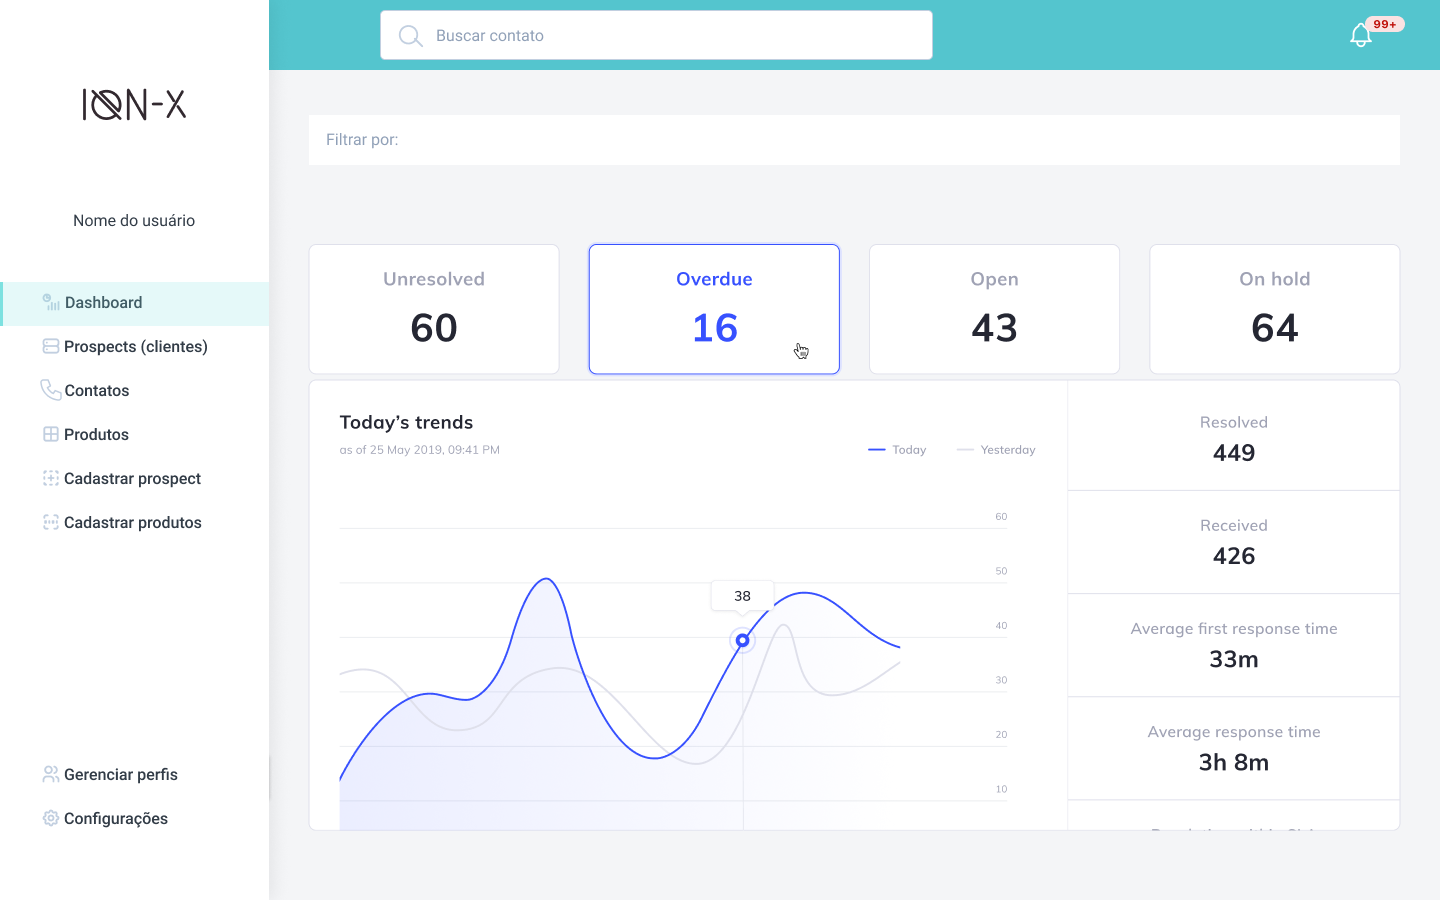 Buscar contato
99+
ION-X
Nome do usuário
Dashboard
Prospects (clientes)
Contatos
Produtos
Cadastrar prospect
Cadastrar produtos
Gerenciar perfis
Configurações
Filtrar por:
Unresolved
60
Overdue
16
Open
43
On hold
64
Today's trends
as of 25 May 2019, 09:41 PM
Today
Yesterday
60
50
40
30
20
10
38
Resolved
449
Received
426
Average first response time
33m
Average response time
3h 8m